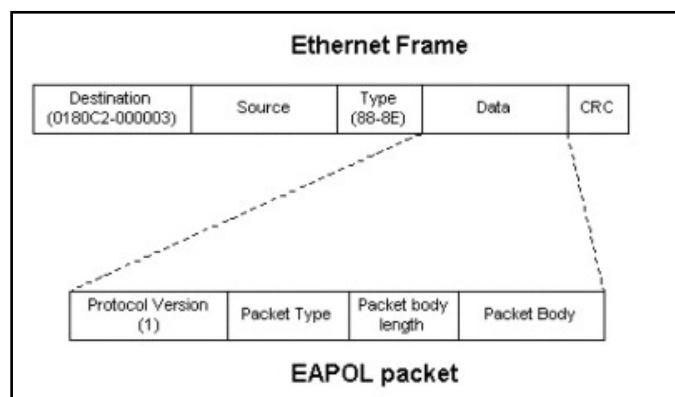 Ethernet Frame
Destination
(0180C2-000003)
Source
Type
(88-8E)
Data
CRC
Protocol Version
(1)
Packet Type
Packet body
length
Packet Body
EAPOL packet